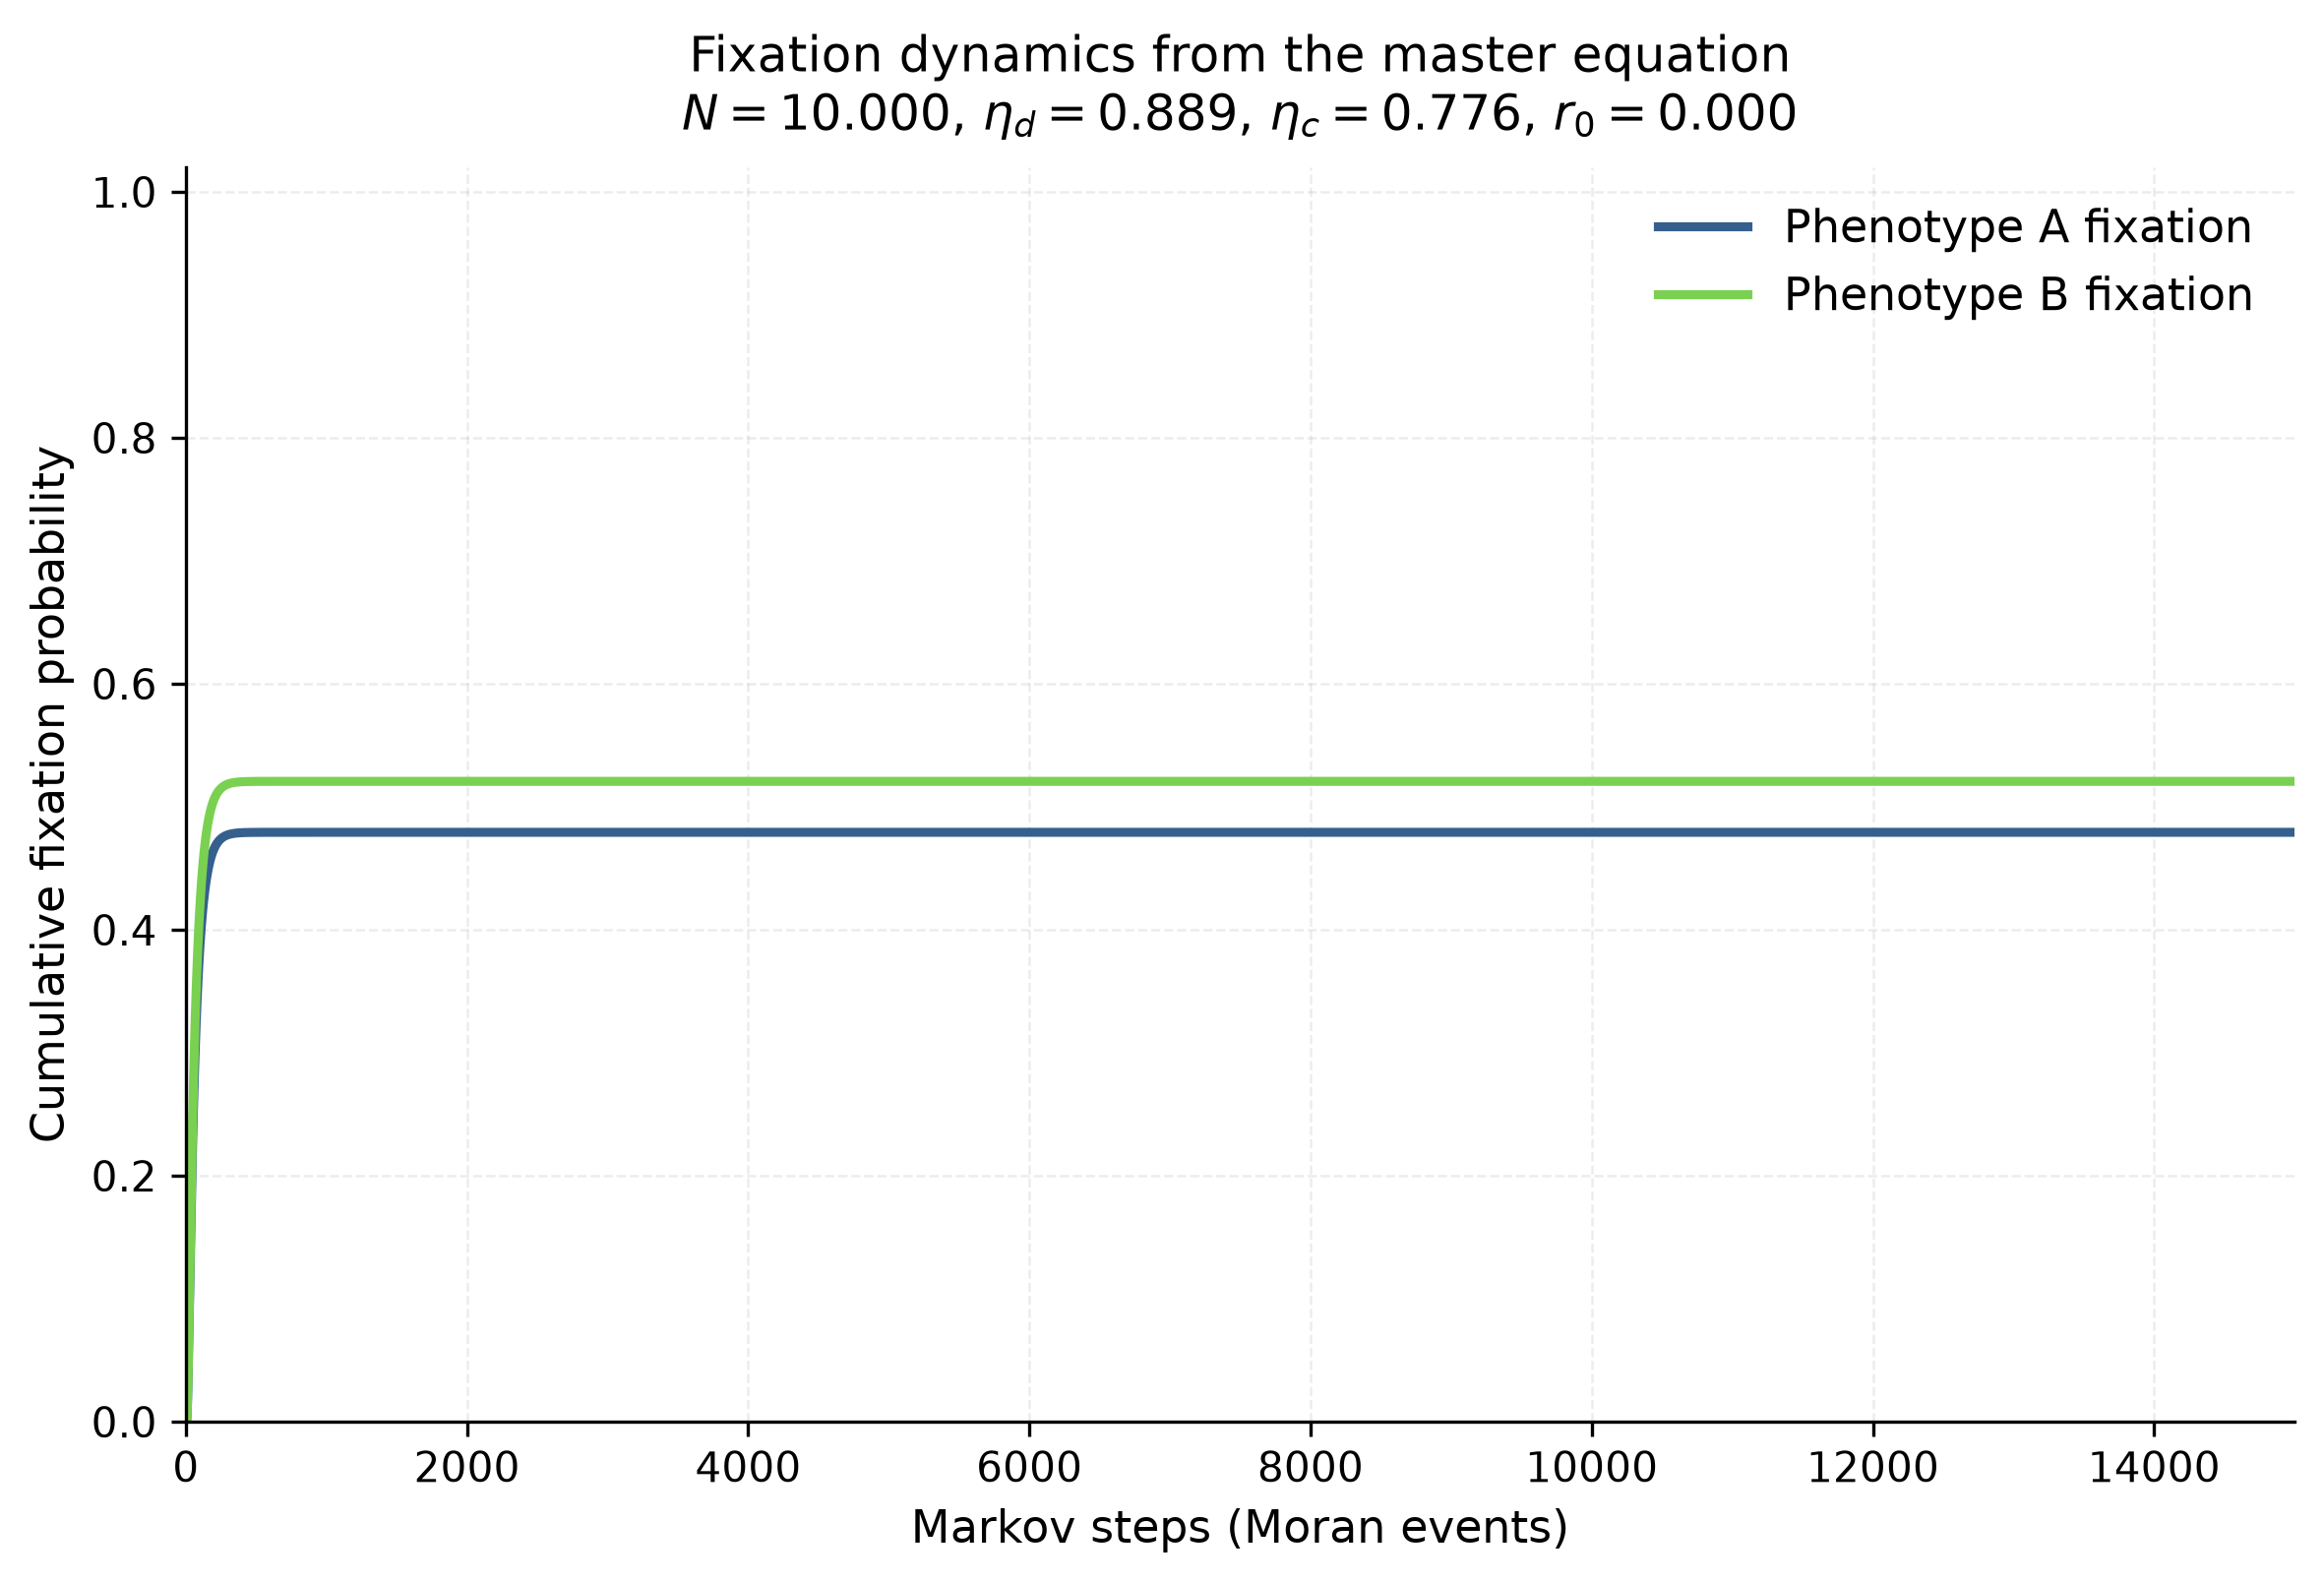 Fixation dynamics from the master equation
N = 10.000, η_d = 0.889, η_c = 0.776, r_0 = 0.000
Phenotype A fixation
Phenotype B fixation
Cumulative fixation probability
1.0
0.8
0.6
0.4
0.2
0.0
0 2000 4000 6000 8000 10000 12000 14000
Markov steps (Moran events)